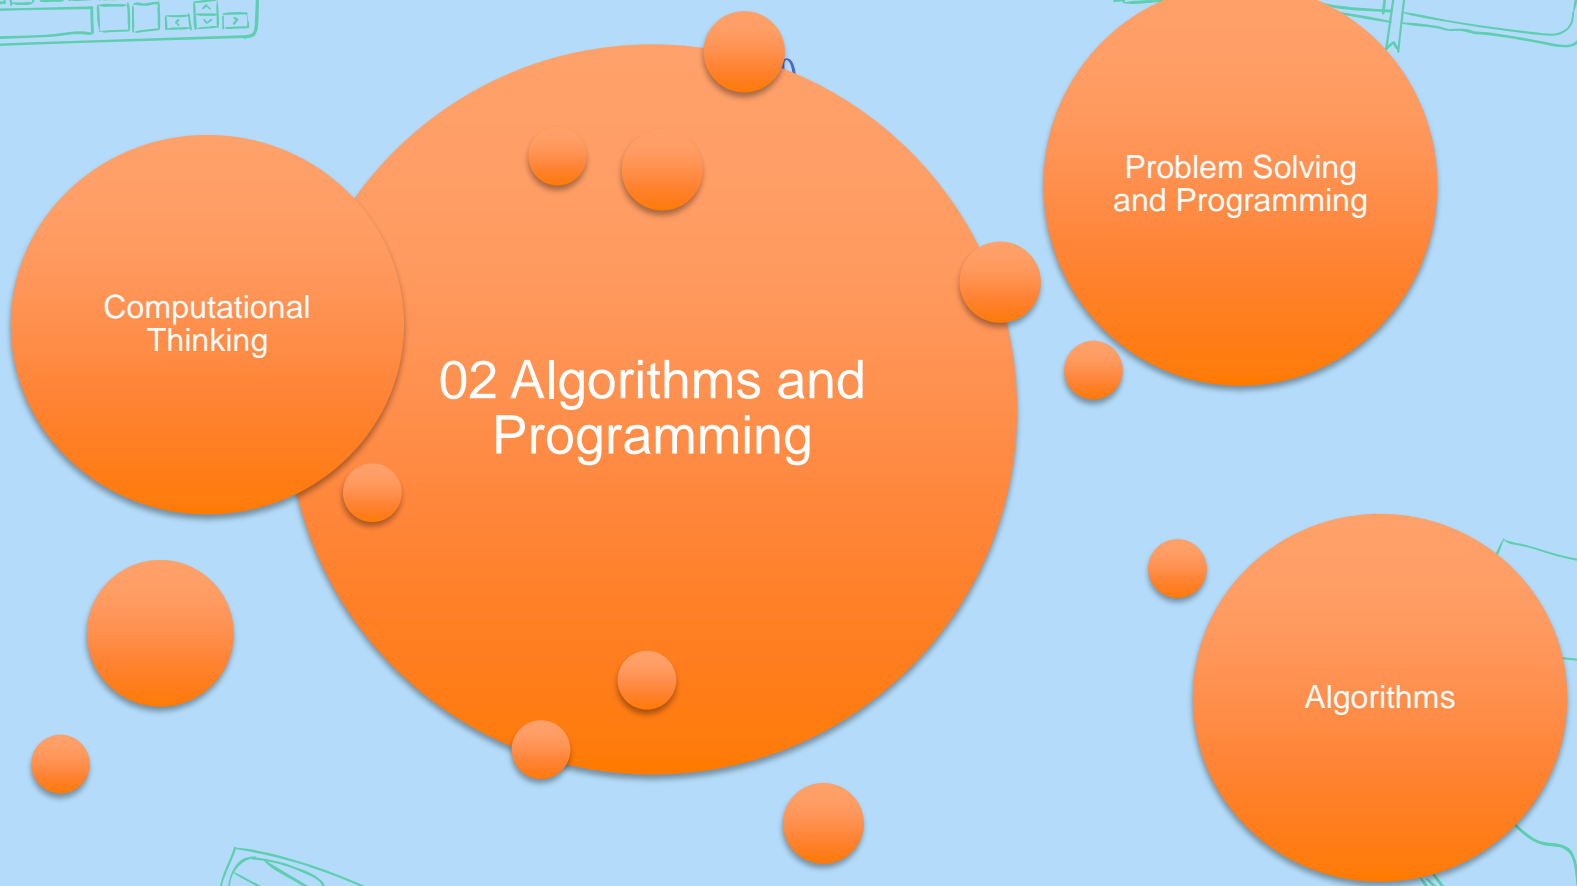 02 Algorithms and
Programming
Computational
Thinking
Problem Solving
and Programming
Algorithms